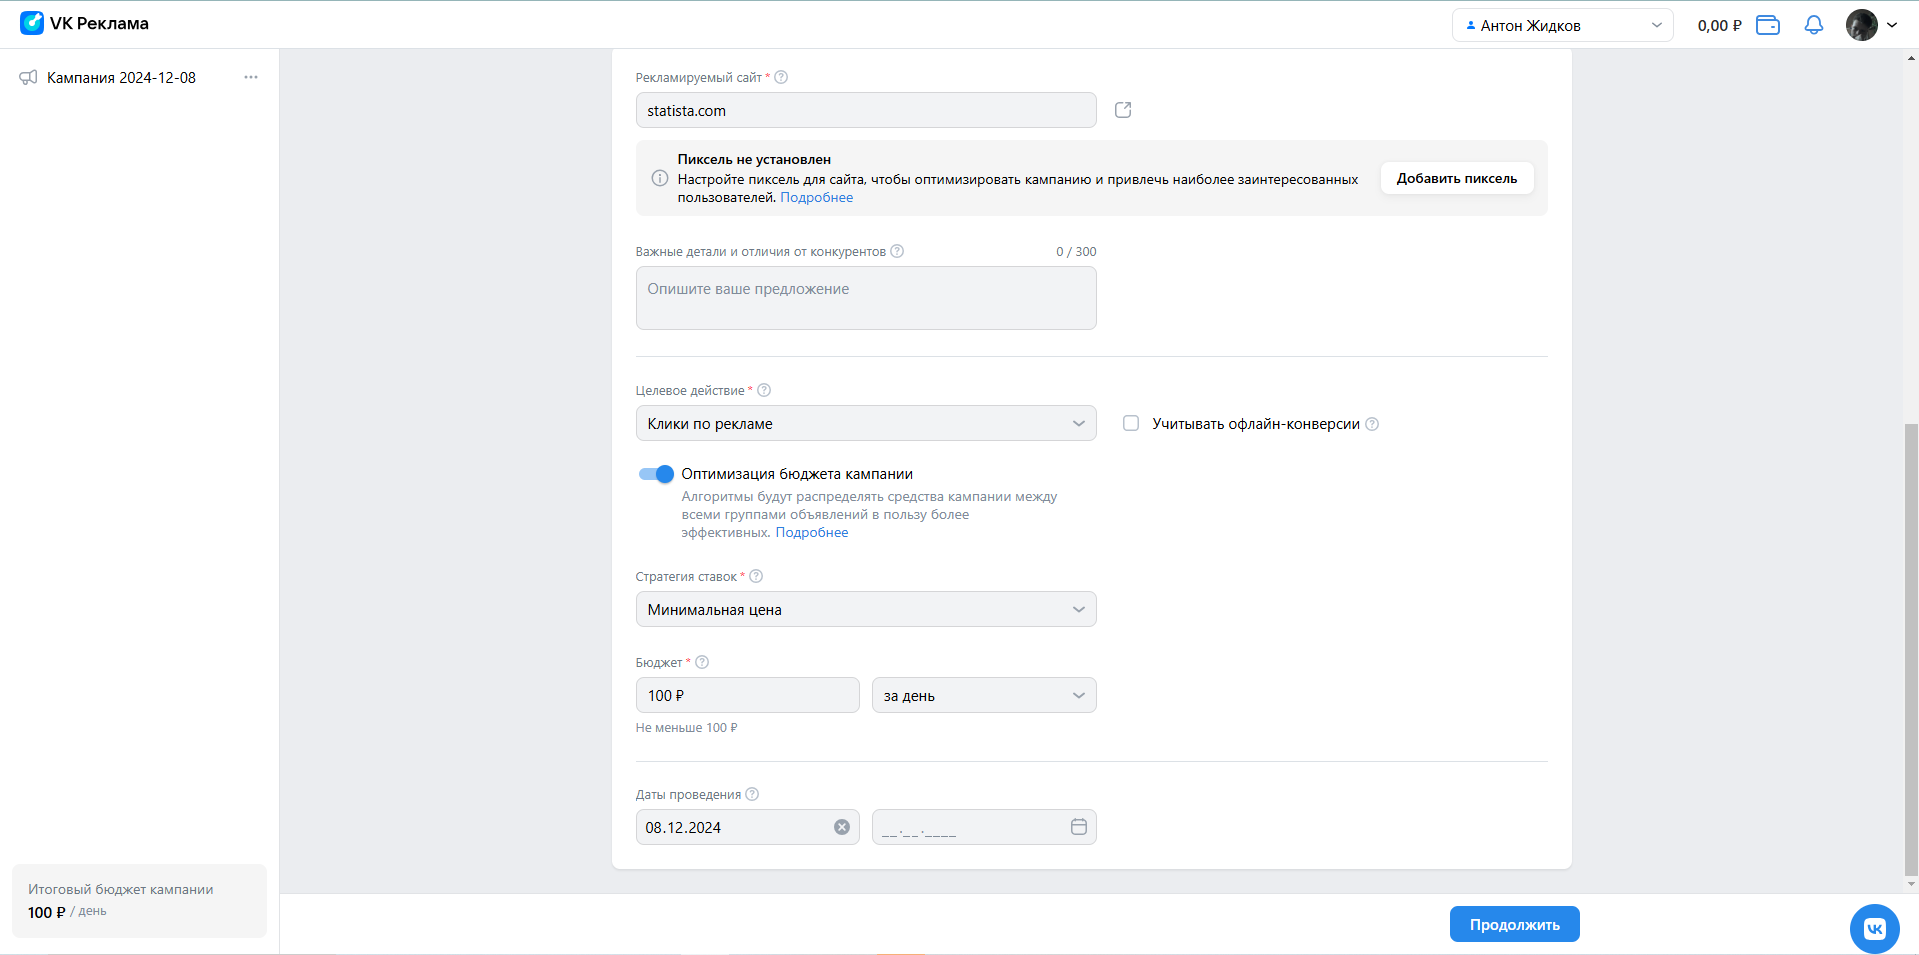 VK Реклама
Антон Жидков
0,00 ₽
Кампания 2024-12-08
Рекламируемый сайт *
statista.com
Пиксель не установлен
Настройте пиксель для сайта, чтобы оптимизировать кампанию и привлечь наиболее заинтересованных
пользователей. Подробнее
Добавить пиксель
Важные детали и отличия от конкурентов
0 / 300
Опишите ваше предложение
Целевое действие *
Клики по рекламе
Учитывать офлайн-конверсии
Оптимизация бюджета кампании
Алгоритмы будут распределять средства кампании между
всеми группами объявлений в пользу более
эффективных. Подробнее
Стратегия ставок *
Минимальная цена
Бюджет *
100 ₽
за день
Не меньше 100 ₽
Даты проведения
08.12.2024
__.__.____
Итоговый бюджет кампании
100 ₽ / день
Продолжить